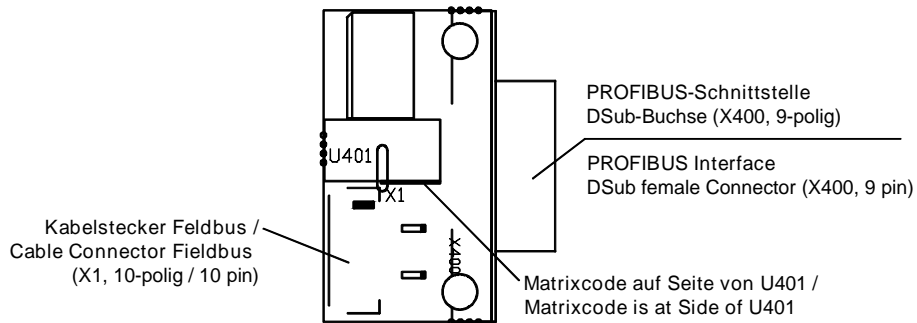 PROFIBUS-Schnittstelle
DSub-Buchse (X400, 9-polig)
PROFIBUS Interface
DSub female Connector (X400, 9 pin)
U401
X1
X400
Kabelstecker Feldbus /
Cable Connector Fieldbus
(X1, 10-polig / 10 pin)
Matrixcode auf Seite von U401 /
Matrixcode is at Side of U401